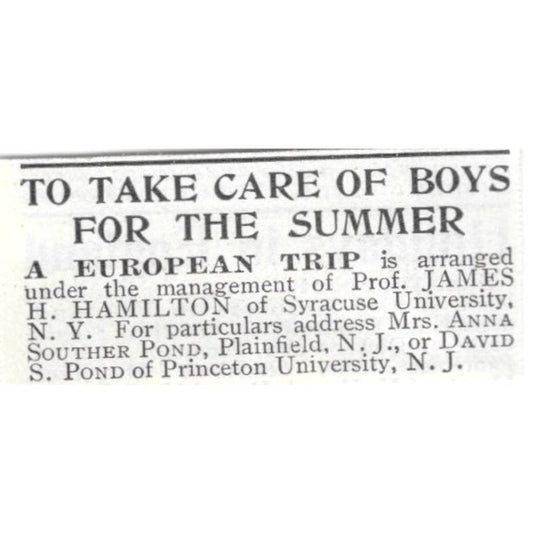 TO TAKE CARE OF BOYS
FOR THE SUMMER
A EUROPEAN TRIP is arranged
under the management of Prof. JAMES
H. HAMILTON of Syracuse University,
N. Y. For particulars address Mrs. ANNA
SOUTHER POND, Plainfield, N. J., or DAVID
S. POND of Princeton University, N. J.